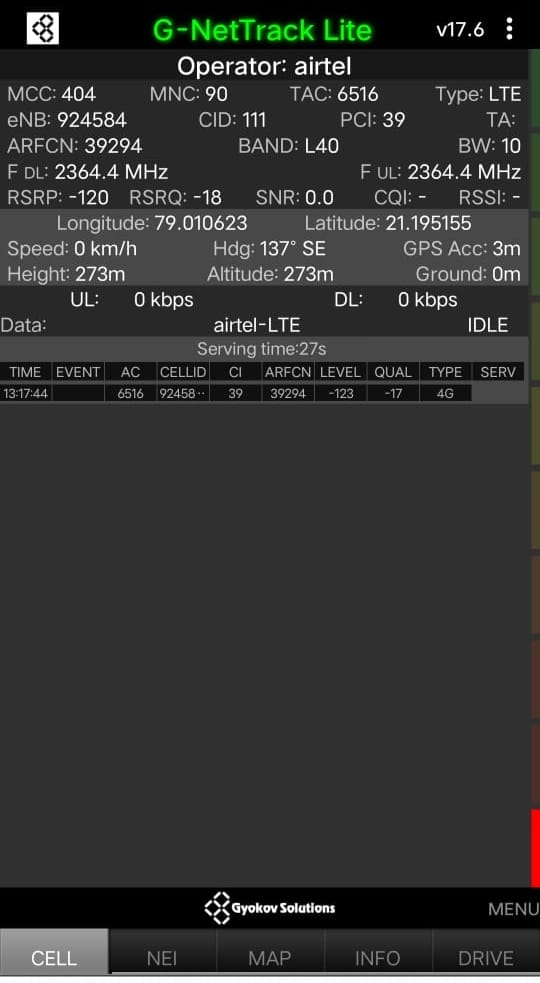 G-NetTrack Lite v17.6
Operator: airtel
MCC: 404 MNC: 90 TAC: 6516 Type: LTE
eNB: 924584 CID: 111 PCI: 39 TA:
ARFCN: 39294 BAND: L40 BW: 10
F DL: 2364.4 MHz F UL: 2364.4 MHz
RSRP: -120 RSRQ: -18 SNR: 0.0 CQI: - RSSI: -
Longitude: 79.010623 Latitude: 21.195155
Speed: 0 km/h Hdg: 137° SE GPS Acc: 3m
Height: 273m Altitude: 273m Ground: 0m
UL: 0 kbps DL: 0 kbps
Data: airtel-LTE IDLE
Serving time:27s
TIME EVENT AC CELLID CI ARFCN LEVEL QUAL TYPE SERV
13:17:44 6516 92458·· 39 39294 -123 -17 4G
Gyokov Solutions MENU
CELL NEI MAP INFO DRIVE